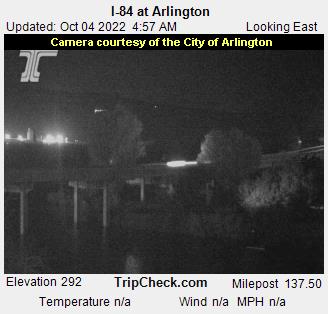 I-84 at Arlington
Updated: Oct 04 2022 4:57 AM Looking East
Camera courtesy of the City of Arlington
Elevation 292 TripCheck.com Milepost 137.50
Temperature n/a Wind n/a MPH n/a